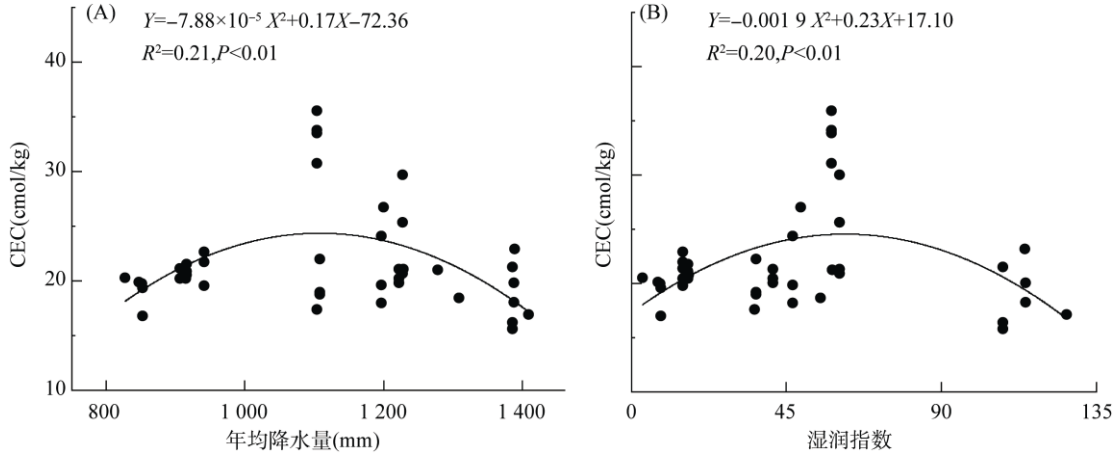 (A)
Y=−7.88×10⁻⁵ X²+0.17X−72.36
R²=0.21,P<0.01
CEC(cmol/kg)
40
30
20
10
800
1 000
1 200
1 400
年均降水量(mm)
(B)
Y=−0.001 9 X²+0.23X+17.10
R²=0.20,P<0.01
CEC(cmol/kg)
0
45
90
135
湿润指数